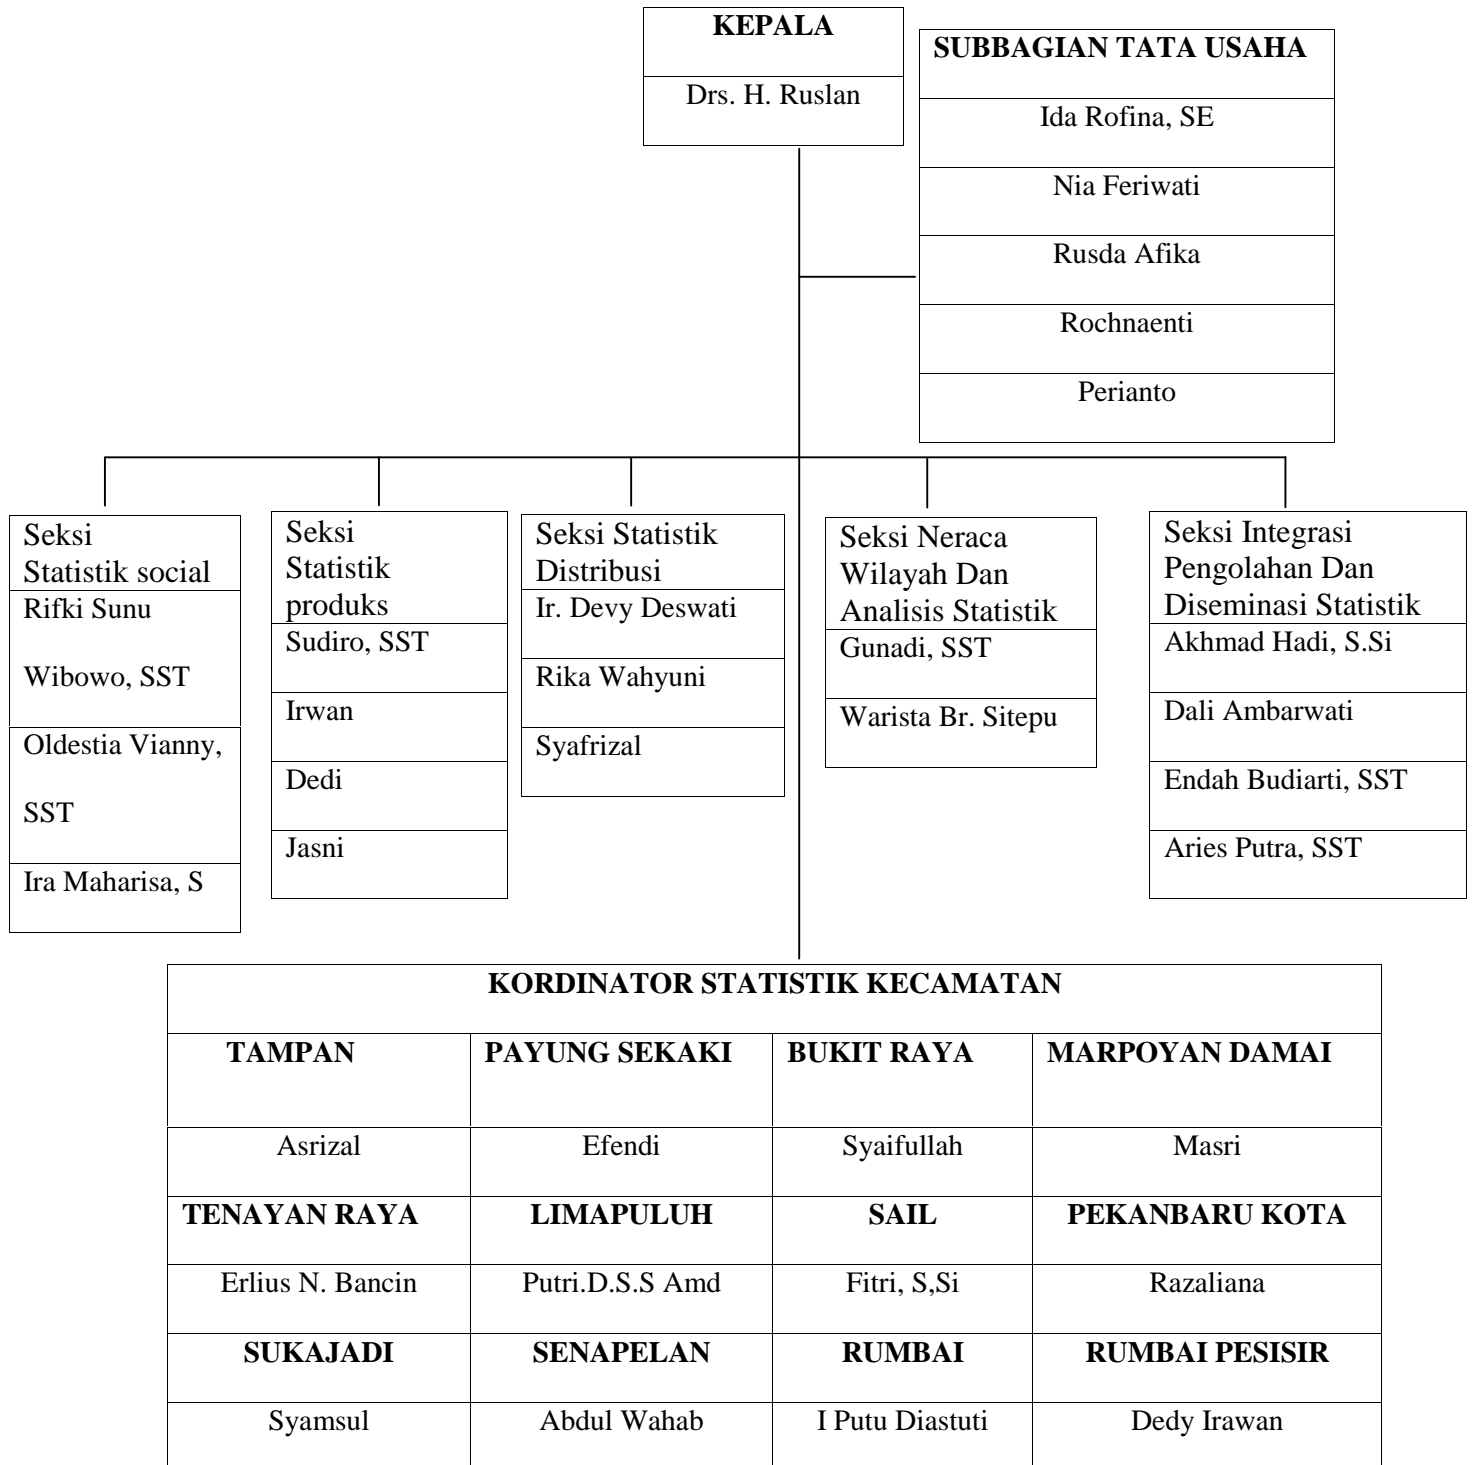 KEPALA
Drs. H. Ruslan
SUBBAGIAN TATA USAHA
Ida Rofina, SE
Nia Feriwati
Rusda Afika
Rochnaenti
Perianto
Seksi
Statistik social
Rifki Sunu
Wibowo, SST
Oldestia Vianny,
SST
Ira Maharisa, S
Seksi
Statistik
produks
Sudiro, SST
Irwan
Dedi
Jasni
Seksi Statistik
Distribusi
Ir. Devy Deswati
Rika Wahyuni
Syafrizal
Seksi Neraca
Wilayah Dan
Analisis Statistik
Gunadi, SST
Warista Br. Sitepu
Seksi Integrasi
Pengolahan Dan
Diseminasi Statistik
Akhmad Hadi, S.Si
Dali Ambarwati
Endah Budiarti, SST
Aries Putra, SST
KORDINATOR STATISTIK KECAMATAN
TAMPAN PAYUNG SEKAKI BUKIT RAYA MARPOYAN DAMAI
Asrizal Efendi Syaifullah Masri
TENAYAN RAYA LIMAPULUH SAIL PEKANBARU KOTA
Erlius N. Bancin Putri.D.S.S Amd Fitri, S,Si Razaliana
SUKAJADI SENAPELAN RUMBAI RUMBAI PESISIR
Syamsul Abdul Wahab I Putu Diastuti Dedy Irawan